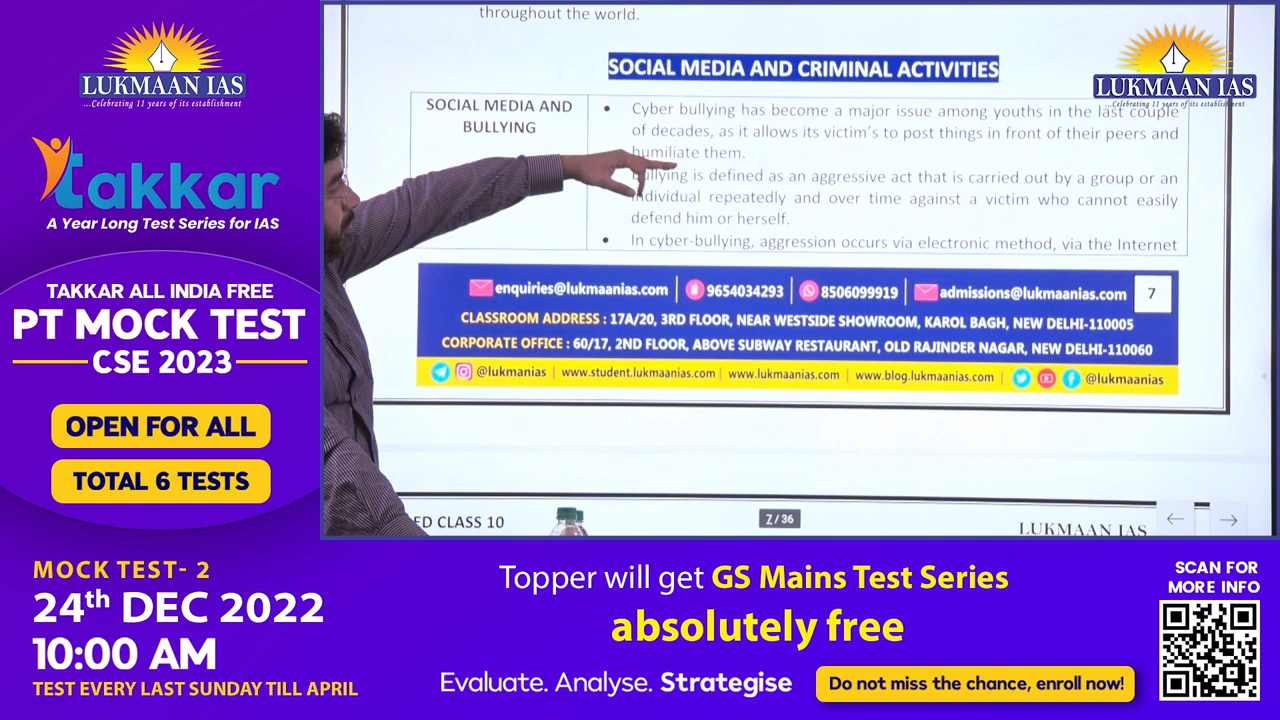 LUKMAAN IAS
...Celebrating 11 years of its establishment
takkar
A Year Long Test Series for IAS
TAKKAR ALL INDIA FREE
PT MOCK TEST
CSE 2023
OPEN FOR ALL
TOTAL 6 TESTS
throughout the world.
SOCIAL MEDIA AND CRIMINAL ACTIVITIES
LUKMAAN IAS
...Celebrating 11 years of its establishment
SOCIAL MEDIA AND
BULLYING
• Cyber bullying has become a major issue among youths in the last couple
of decades, as it allows its victim's to post things in front of their peers and
humiliate them.
Bullying is defined as an aggressive act that is carried out by a group or an
individual repeatedly and over time against a victim who cannot easily
defend him or herself.
• In cyber-bullying, aggression occurs via electronic method, via the Internet
enquiries@lukmaanias.com | 9654034293 | 8506099919 | admissions@lukmaanias.com 7
CLASSROOM ADDRESS : 17A/20, 3RD FLOOR, NEAR WESTSIDE SHOWROOM, KAROL BAGH, NEW DELHI-110005
CORPORATE OFFICE : 60/17, 2ND FLOOR, ABOVE SUBWAY RESTAURANT, OLD RAJINDER NAGAR, NEW DELHI-110060
@lukmanias | www.student.lukmaanias.com | www.lukmaanias.com | www.blog.lukmaanias.com | @lukmaanias
ED CLASS 10
7 / 36
LUKMAAN IAS
MOCK TEST- 2
24th DEC 2022
10:00 AM
TEST EVERY LAST SUNDAY TILL APRIL
Topper will get GS Mains Test Series
absolutely free
Evaluate. Analyse. Strategise
Do not miss the chance, enroll now!
SCAN FOR
MORE INFO